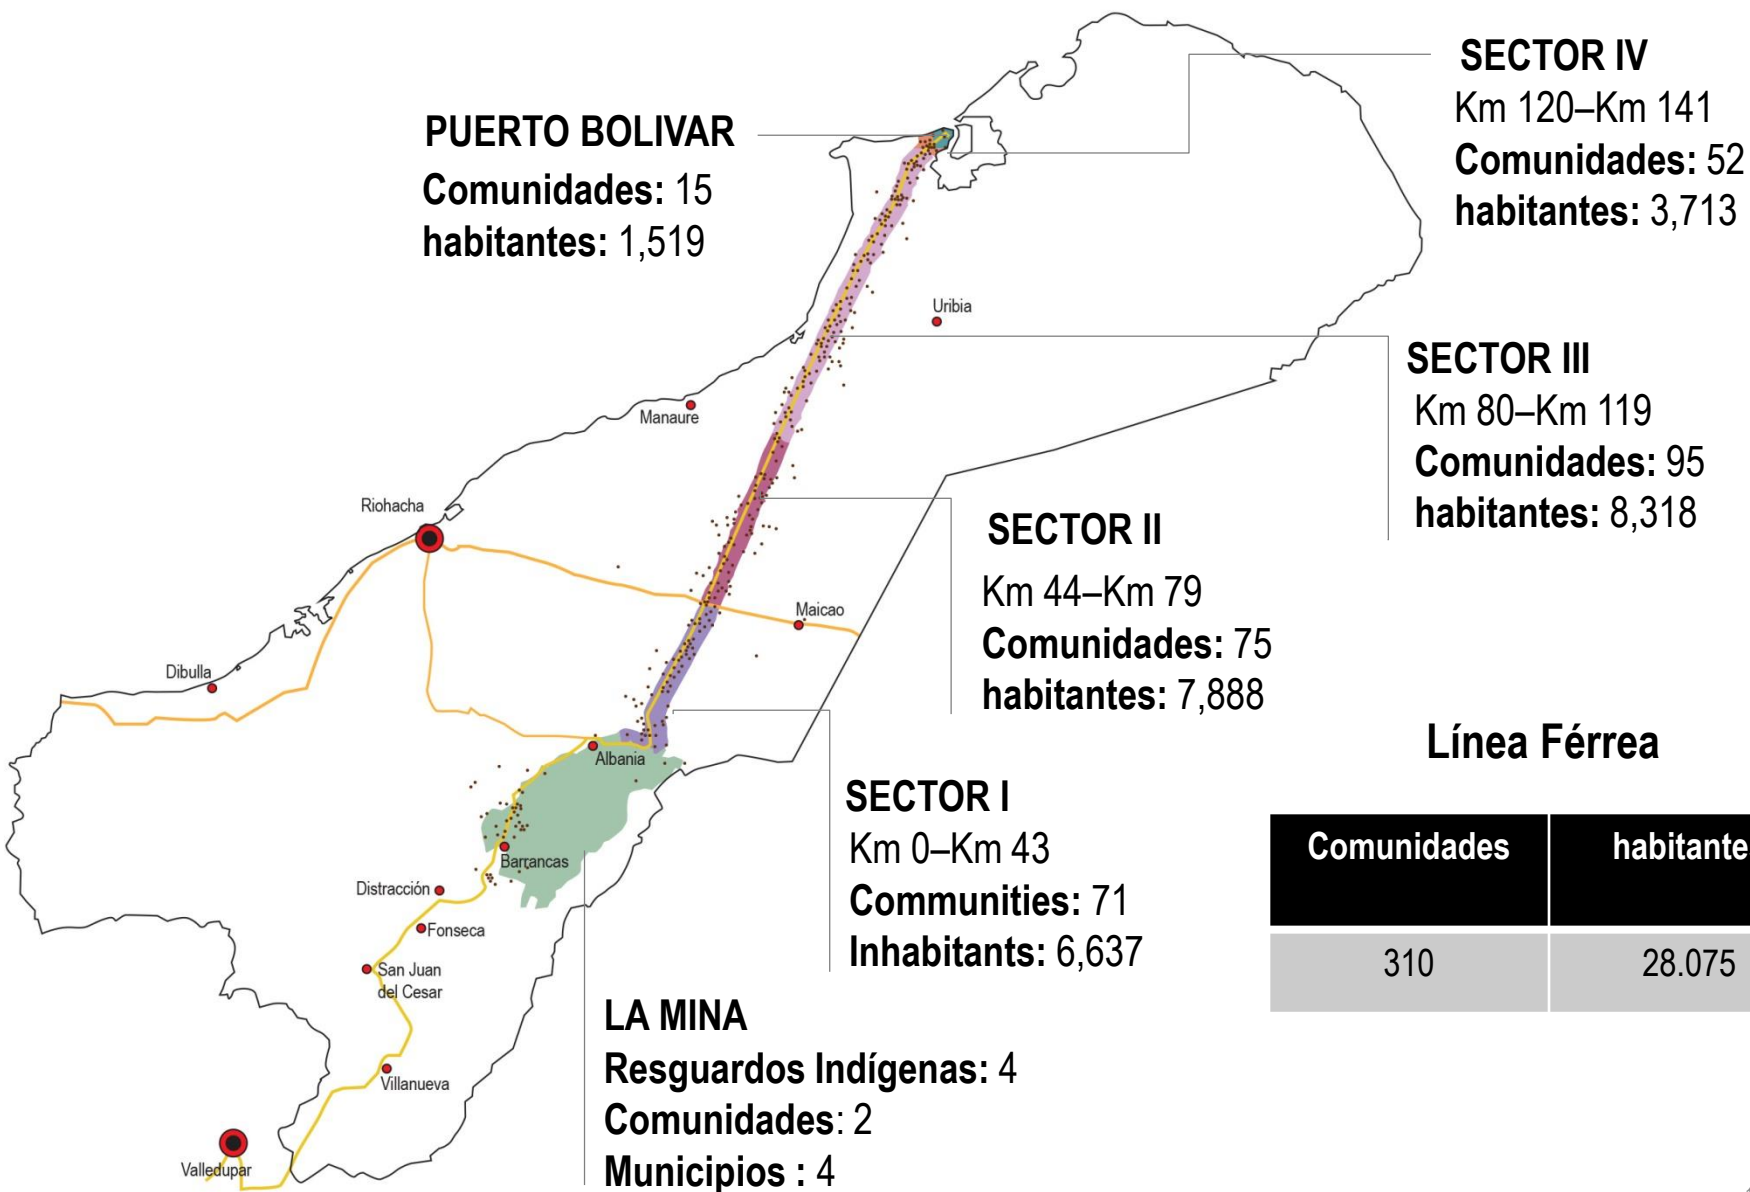 PUERTO BOLIVAR
Comunidades: 15
habitantes: 1,519
SECTOR IV
Km 120–Km 141
Comunidades: 52
habitantes: 3,713
Uribia
SECTOR III
Km 80–Km 119
Comunidades: 95
habitantes: 8,318
Manaure
Riohacha
SECTOR II
Km 44–Km 79
Comunidades: 75
habitantes: 7,888
Maicao
Dibulla
Albania
SECTOR I
Km 0–Km 43
Communities: 71
Inhabitants: 6,637
Línea Férrea
Comunidades habitante
310 28.075
Barrancas
Distracción
Fonseca
San Juan
del Cesar
Villanueva
Valledupar
LA MINA
Resguardos Indígenas: 4
Comunidades: 2
Municipios : 4